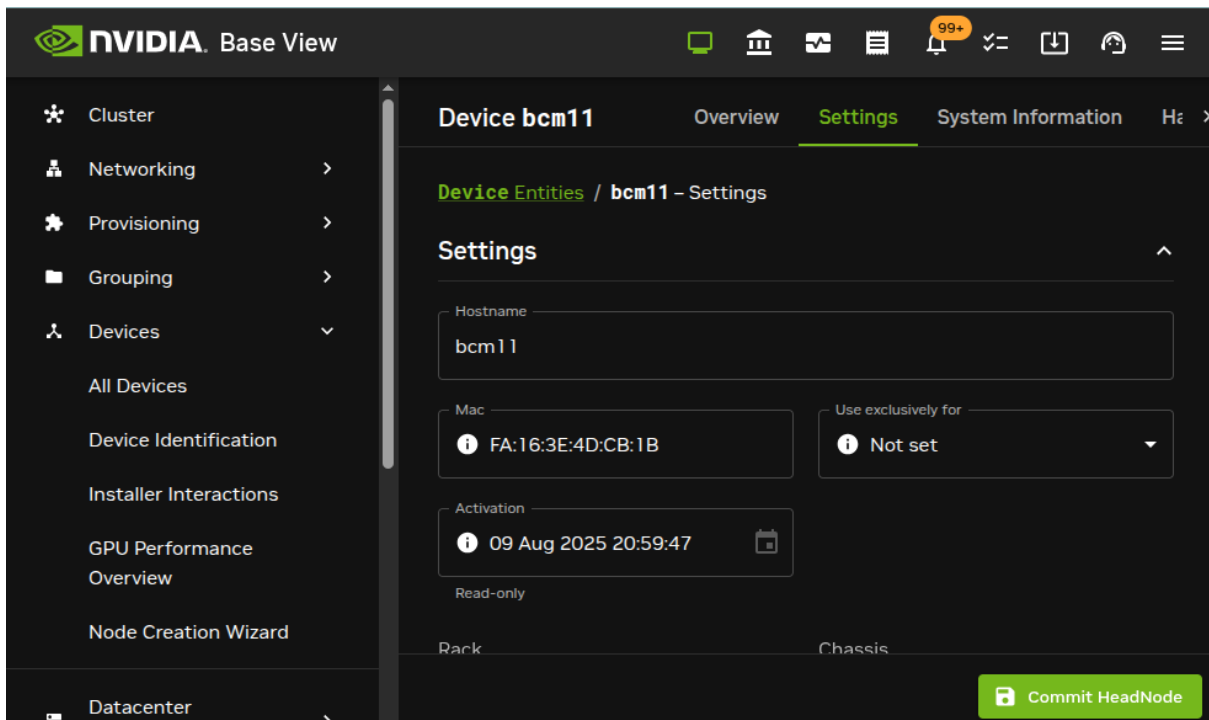 NVIDIA. Base View
99+
Cluster
Networking
Provisioning
Grouping
Devices
All Devices
Device Identification
Installer Interactions
GPU Performance
Overview
Node Creation Wizard
Datacenter
Device bcm11
Overview
Settings
System Information
Device Entities / bcm11 – Settings
Settings
Hostname
bcm11
Mac
FA:16:3E:4D:CB:1B
Use exclusively for
Not set
Activation
09 Aug 2025 20:59:47
Read-only
Rack
Chassis
Commit HeadNode